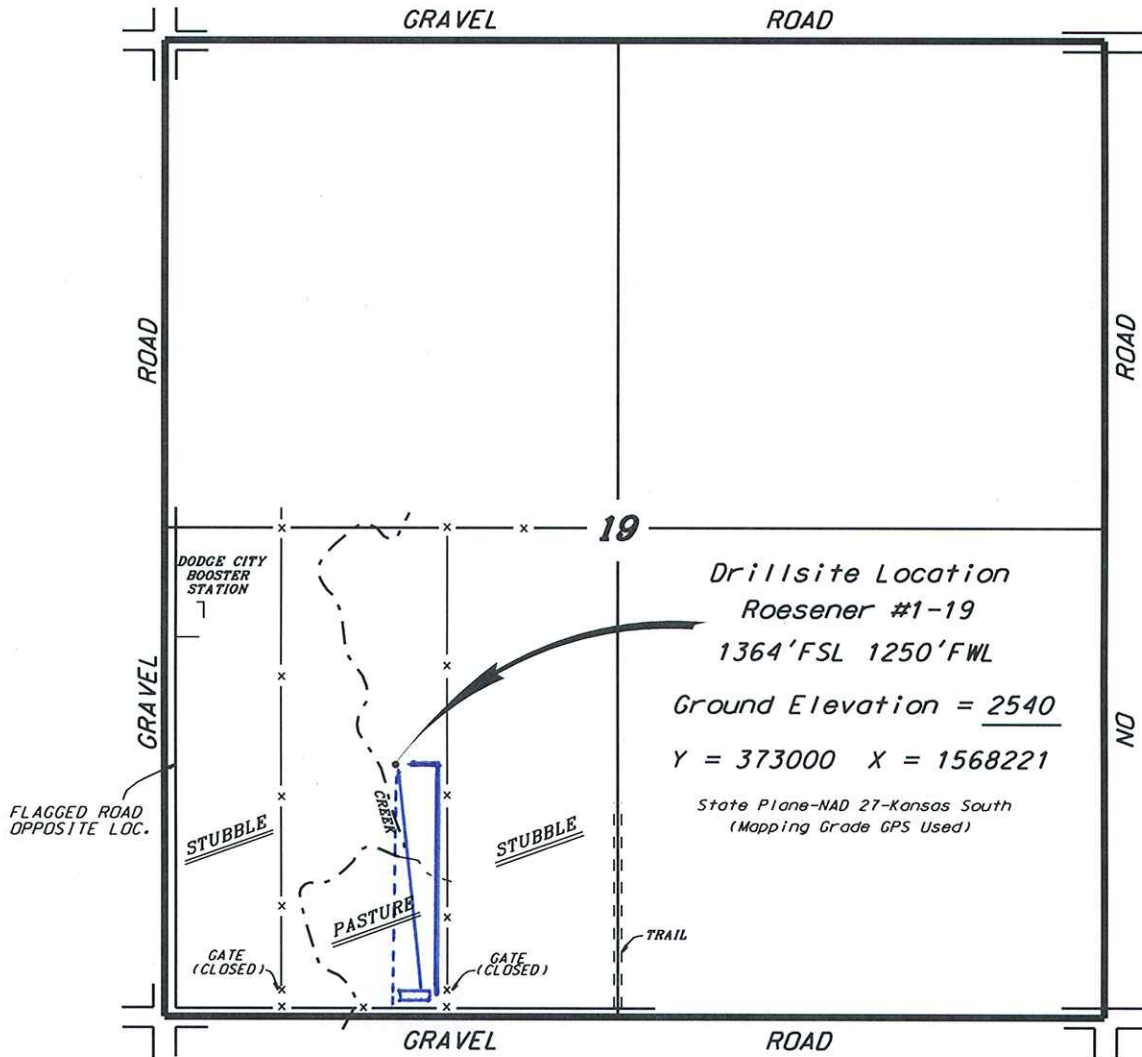 GRAVEL ROAD
ROAD
ROAD
19
DODGE CITY
BOOSTER
STATION
Drillsite Location
Roesener #1-19
1364'FSL 1250'FWL
Ground Elevation = 2540
Y = 373000 X = 1568221
State Plane-NAD 27-Kansas South
(Mapping Grade GPS Used)
GRAVEL
NO
FLAGGED ROAD
OPPOSITE LOC.
STUBBLE
CREEK
STUBBLE
PASTURE
GATE
(CLOSED)
GATE
(CLOSED)
TRAIL
GRAVEL ROAD